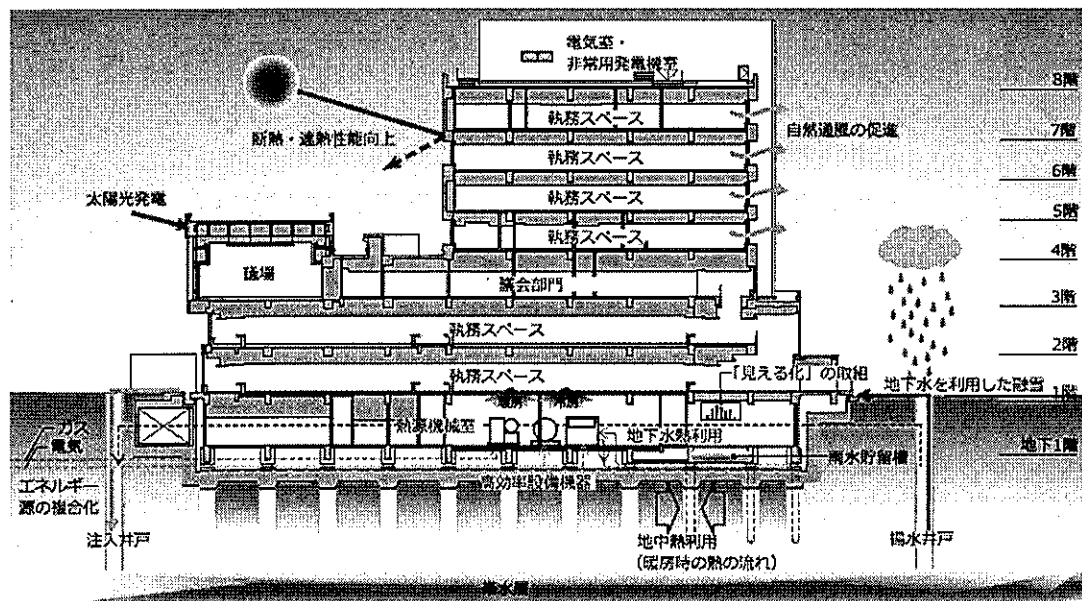 電気室・
非常用発電機室
8階
執務スペース
7階
自然通風の促進
断熱・遮熱性能向上
執務スペース
6階
執務スペース
太陽光発電
5階
執務スペース
4階
議場
議会部門
3階
執務スペース
2階
「見える化」の取組
執務スペース
地下水を利用した融雪
1階
暖房
冷房
ガス
電気
熱源機械室
地下水熱利用
地下1階
雨水貯留槽
高効率設備機器
エネルギー
源の複合化
注入井戸
地中熱利用
(暖房時の熱の流れ)
揚水井戸
帯水層